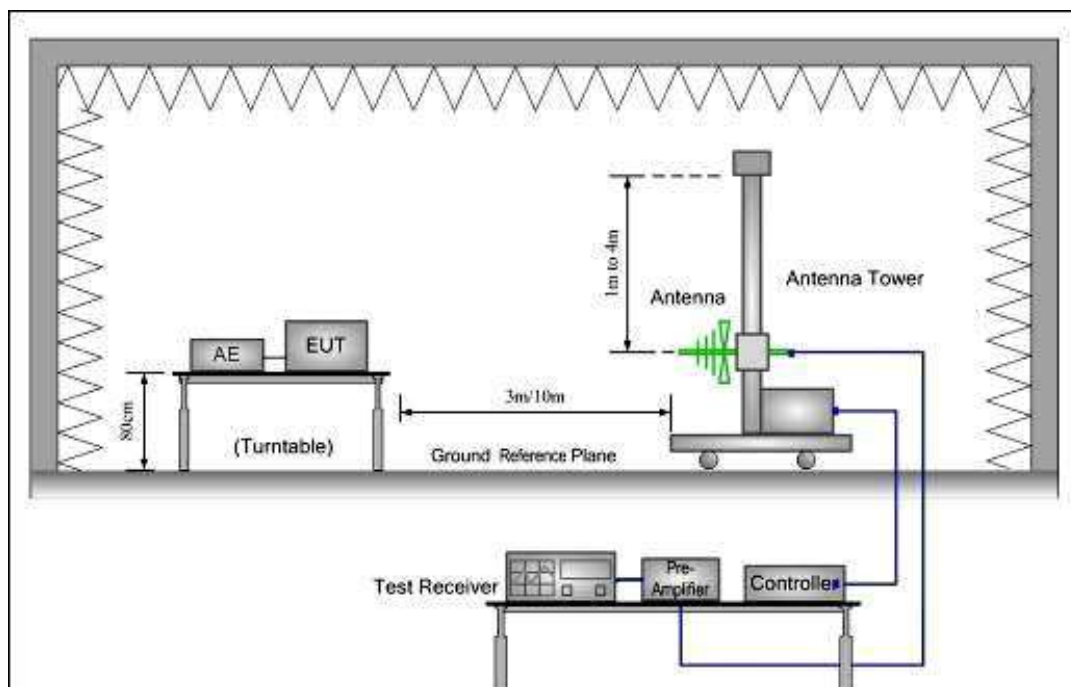 1m to 4m
Antenna
Antenna Tower
AE
EUT
80cm
3m/10m
(Turntable)
Ground Reference Plane
Test Receiver
Pre-
Amplifier
Controller